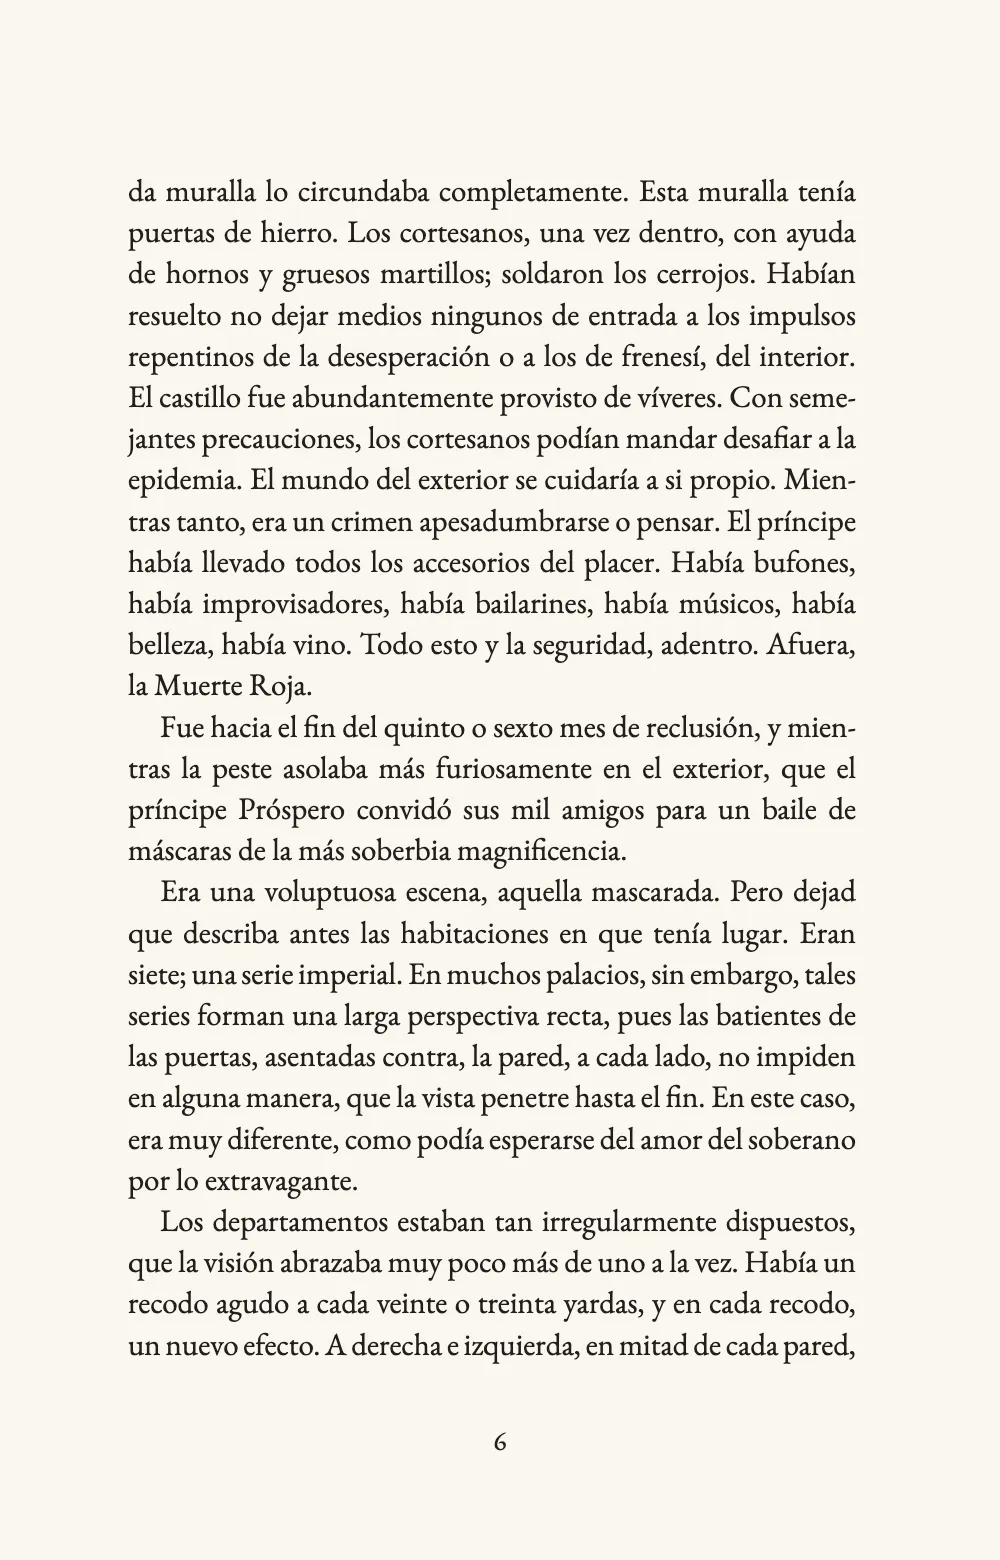 da muralla lo circundaba completamente. Esta muralla tenía
puertas de hierro. Los cortesanos, una vez dentro, con ayuda
de hornos y gruesos martillos; soldaron los cerrojos. Habían
resuelto no dejar medios ningunos de entrada a los impulsos
repentinos de la desesperación o a los de frenesí, del interior.
El castillo fue abundantemente provisto de víveres. Con seme-
jantes precauciones, los cortesanos podían mandar desafiar a la
epidemia. El mundo del exterior se cuidaría a si propio. Mien-
tras tanto, era un crimen apesadumbrarse o pensar. El príncipe
había llevado todos los accesorios del placer. Había bufones,
había improvisadores, había bailarines, había músicos, había
belleza, había vino. Todo esto y la seguridad, adentro. Afuera,
la Muerte Roja.
Fue hacia el fin del quinto o sexto mes de reclusión, y mien-
tras la peste asolaba más furiosamente en el exterior, que el
príncipe Próspero convidó sus mil amigos para un baile de
máscaras de la más soberbia magnificencia.
Era una voluptuosa escena, aquella mascarada. Pero dejad
que describa antes las habitaciones en que tenía lugar. Eran
siete; una serie imperial. En muchos palacios, sin embargo, tales
series forman una larga perspectiva recta, pues las batientes de
las puertas, asentadas contra, la pared, a cada lado, no impiden
en alguna manera, que la vista penetre hasta el fin. En este caso,
era muy diferente, como podía esperarse del amor del soberano
por lo extravagante.
Los departamentos estaban tan irregularmente dispuestos,
que la visión abrazaba muy poco más de uno a la vez. Había un
recodo agudo a cada veinte o treinta yardas, y en cada recodo,
un nuevo efecto. A derecha e izquierda, en mitad de cada pared,
6